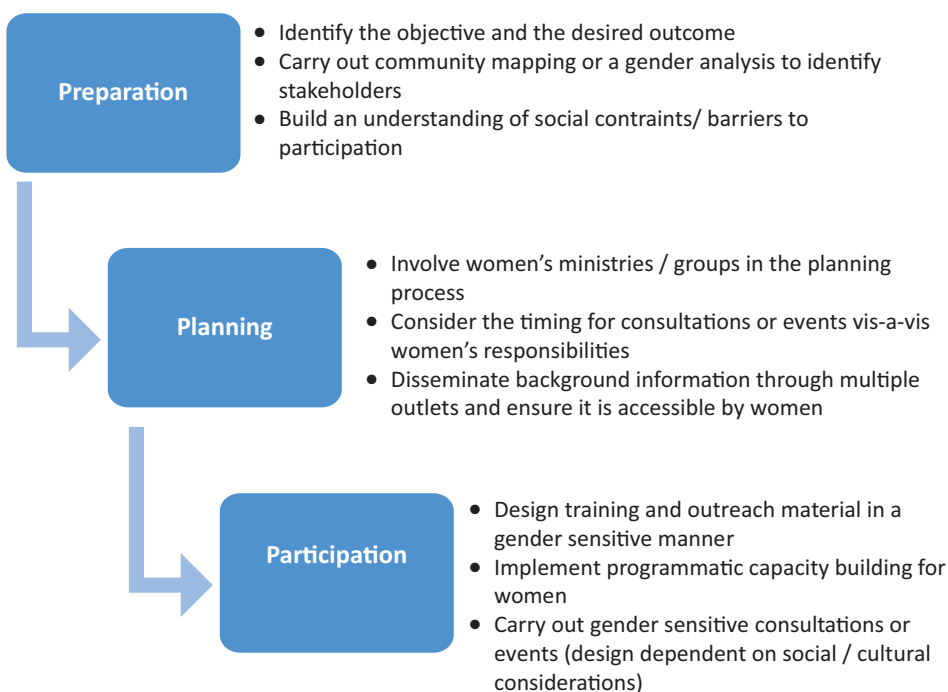 Preparation
• Identify the objective and the desired outcome
• Carry out community mapping or a gender analysis to identify
stakeholders
• Build an understanding of social contraints/ barriers to
participation
Planning
• Involve women’s ministries / groups in the planning
process
• Consider the timing for consultations or events vis-a-vis
women’s responsibilities
• Disseminate background information through multiple
outlets and ensure it is accessible by women
Participation
• Design training and outreach material in a
gender sensitive manner
• Implement programmatic capacity building for
women
• Carry out gender sensitive consultations or
events (design dependent on social / cultural
considerations)